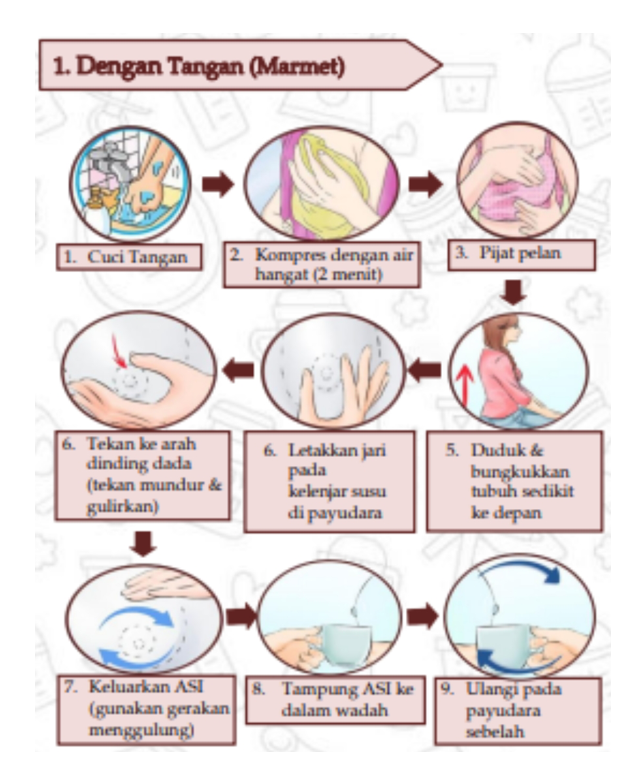 1. Dengan Tangan (Marmet)
1. Cuci Tangan
2. Kompres dengan air
hangat (2 menit)
3. Pijat pelan
5. Duduk &
bungkukkan
tubuh sedikit
ke depan
6. Letakkan jari
pada
kelenjar susu
di payudara
6. Tekan ke arah
dinding dada
(tekan mundur &
gulirkan)
7. Keluarkan ASI
(gunakan gerakan
menggulung)
8. Tampung ASI ke
dalam wadah
9. Ulangi pada
payudara
sebelah